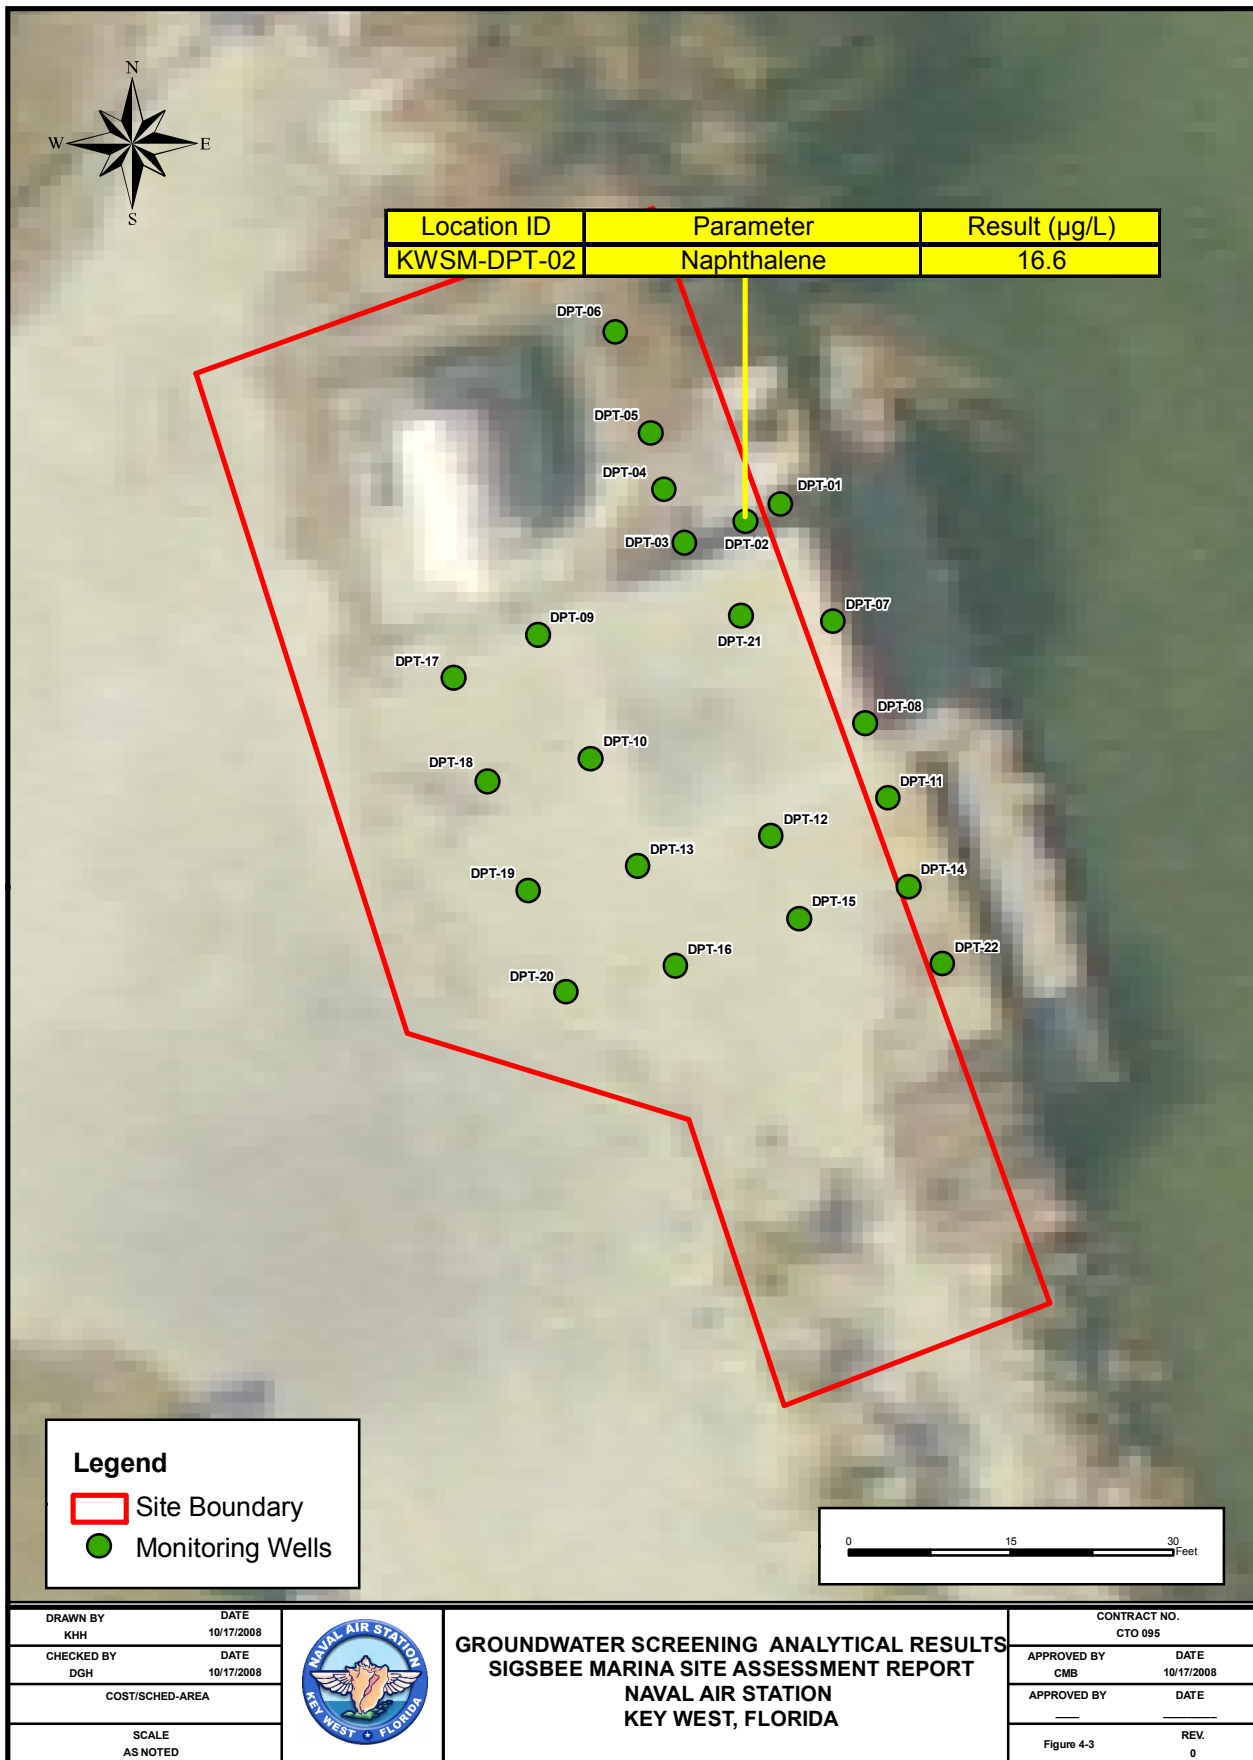 N
W E
S
Location ID Parameter Result (µg/L)
KWSM-DPT-02 Naphthalene 16.6
DPT-06
DPT-05
DPT-04
DPT-01
DPT-03
DPT-02
DPT-07
DPT-21
DPT-09
DPT-17
DPT-08
DPT-10
DPT-18
DPT-11
DPT-12
DPT-13
DPT-19
DPT-14
DPT-15
DPT-16
DPT-22
DPT-20
Legend
Site Boundary
Monitoring Wells
0 15 30
Feet
DRAWN BY DATE
KHH 10/17/2008
CHECKED BY DATE
DGH 10/17/2008
COST/SCHED-AREA
SCALE
AS NOTED
NAVAL AIR STATION
KEY WEST FLORIDA
GROUNDWATER SCREENING ANALYTICAL RESULTS
SIGSBEE MARINA SITE ASSESSMENT REPORT
NAVAL AIR STATION
KEY WEST, FLORIDA
CONTRACT NO.
CTO 095
APPROVED BY DATE
CMB 10/17/2008
APPROVED BY DATE
____ ________
Figure 4-3 REV.
0